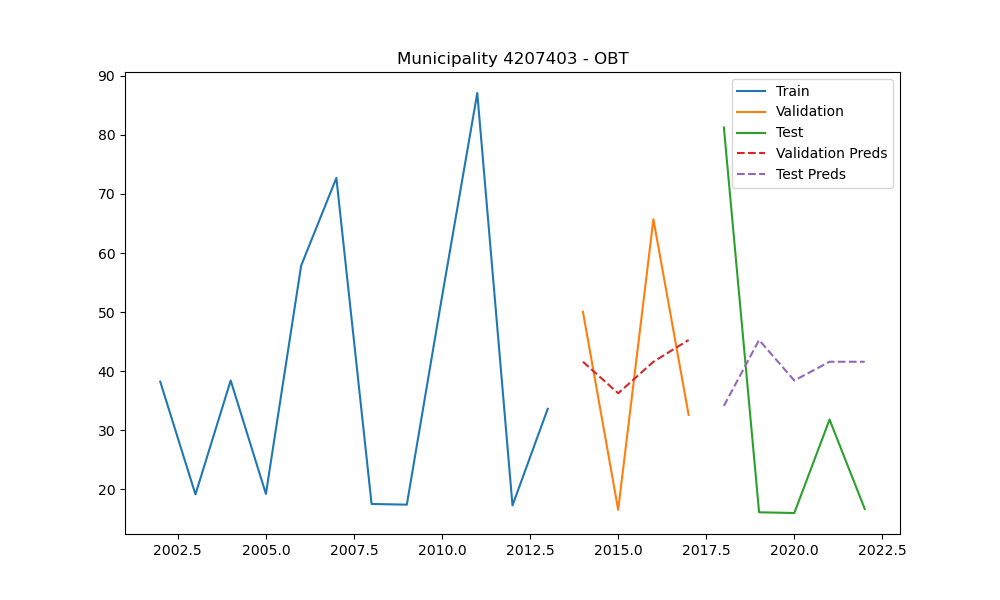 Municipality 4207403 - OBT
90
80
70
60
50
40
30
20
2002.5 2005.0 2007.5 2010.0 2012.5 2015.0 2017.5 2020.0 2022.5
Train
Validation
Test
Validation Preds
Test Preds